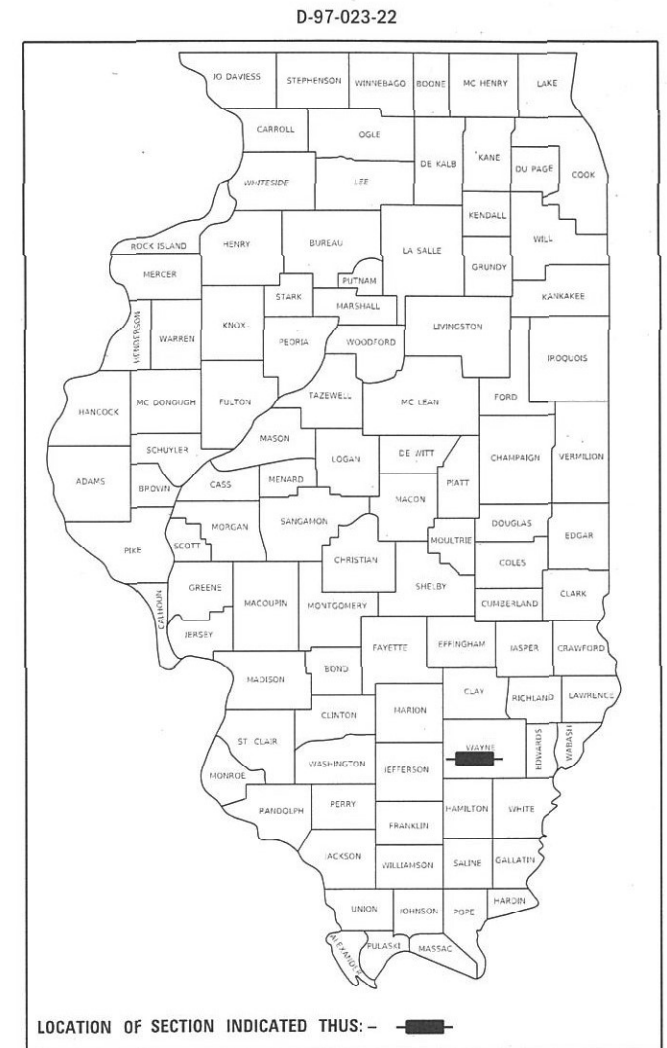 D-97-023-22
JO DAVIESS
STEPHENSON
WINNEBAGO
BOONE
MC HENRY
LAKE
CARROLL
OGLE
DE KALB
KANE
DU PAGE
COOK
WHITESIDE
LEE
KENDALL
ROCK ISLAND
HENRY
BUREAU
LA SALLE
WILL
MERCER
PUTNAM
GRUNDY
STARK
MARSHALL
KANKAKEE
HENDERSON
WARREN
KNOX
PEORIA
WOODFORD
LIVINGSTON
IROQUOIS
HANCOCK
MC DONOUGH
FULTON
TAZEWELL
MC LEAN
FORD
SCHUYLER
MASON
LOGAN
DE WITT
CHAMPAIGN
VERMILION
ADAMS
BROWN
CASS
MENARD
MACON
PIATT
PIKE
SCOTT
MORGAN
SANGAMON
CHRISTIAN
MOULTRIE
DOUGLAS
EDGAR
COLES
CALHOUN
GREENE
MACOUPIN
MONTGOMERY
SHELBY
CUMBERLAND
CLARK
JERSEY
FAYETTE
EFFINGHAM
JASPER
CRAWFORD
MADISON
BOND
CLAY
RICHLAND
LAWRENCE
ST. CLAIR
CLINTON
MARION
WAYNE
EDWARDS
WABASH
MONROE
WASHINGTON
JEFFERSON
RANDOLPH
PERRY
FRANKLIN
HAMILTON
WHITE
JACKSON
WILLIAMSON
SALINE
GALLATIN
UNION
JOHNSON
POPE
HARDIN
ALEXANDER
PULASKI
MASSAC
LOCATION OF SECTION INDICATED THUS: -